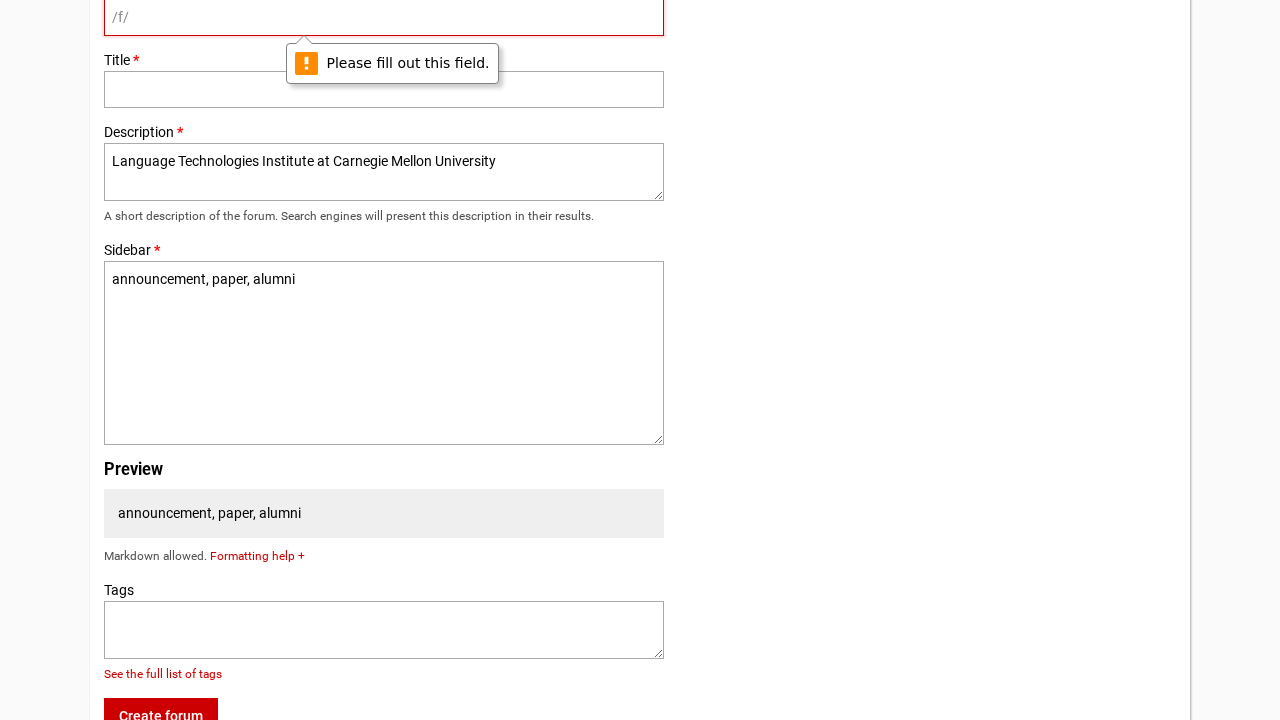 /f/
Please fill out this field.
Title *
Description *
Language Technologies Institute at Carnegie Mellon University
A short description of the forum. Search engines will present this description in their results.
Sidebar *
announcement, paper, alumni
Preview
announcement, paper, alumni
Markdown allowed. Formatting help +
Tags
See the full list of tags
Create forum